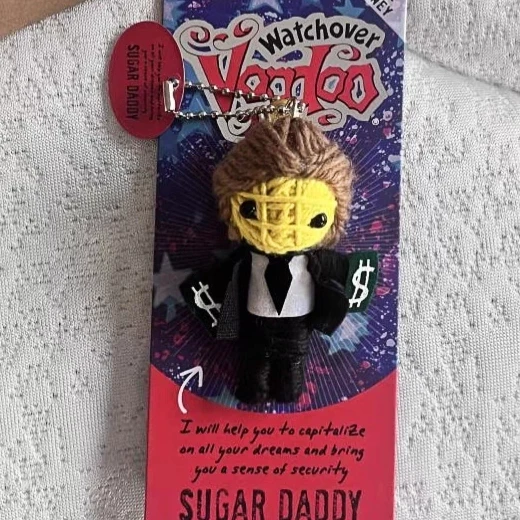 Watchover
Voodoo
®
SUGAR DADDY
$
$
I will help you to capitalize
on all your dreams and bring
you a sense of security
SUGAR DADDY